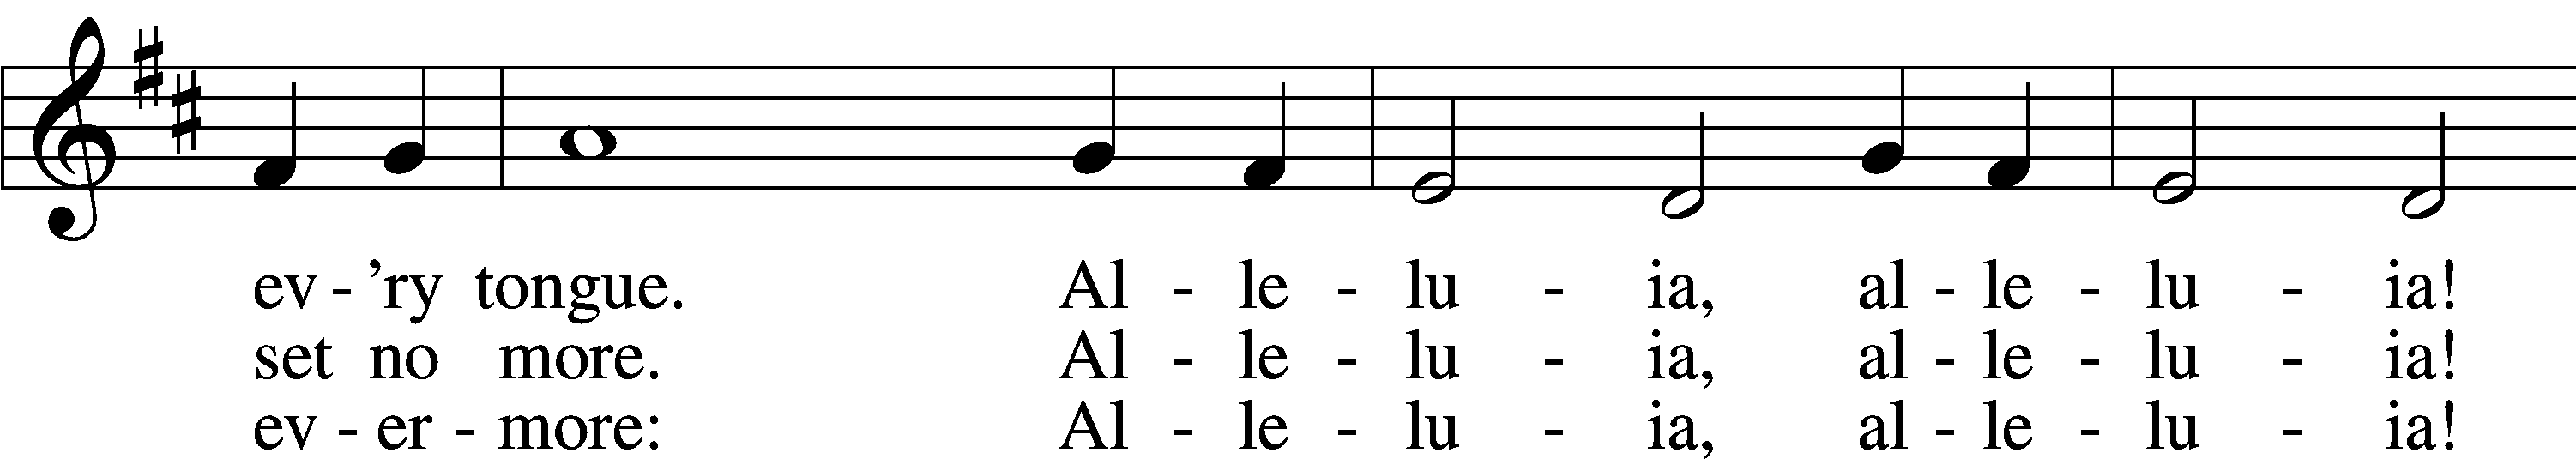 ev - ’ry tongue. Al - le - lu - ia, al - le - lu - ia!
set no more. Al - le - lu - ia, al - le - lu - ia!
ev - er - more: Al - le - lu - ia, al - le - lu - ia!